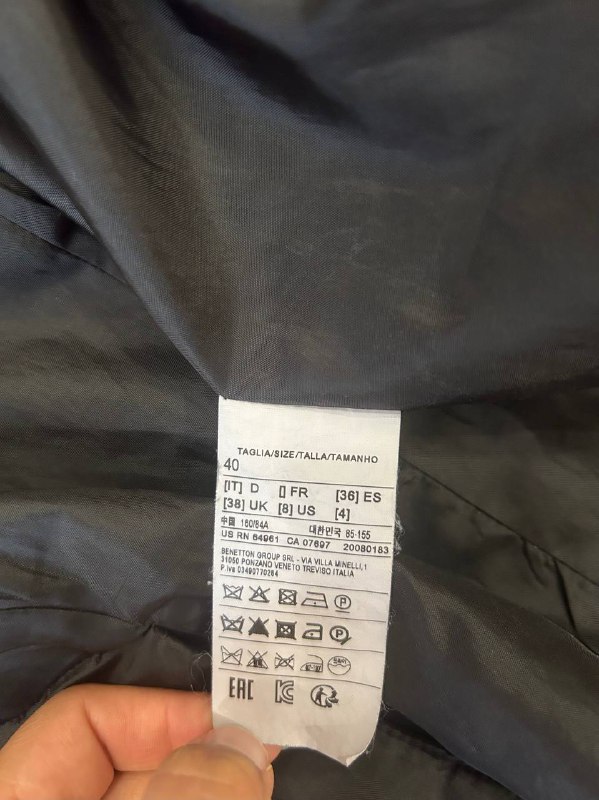 TAGLIA/SIZE/TALLA/TAMANHO
40
[IT] D [] FR [36] ES
[38] UK [8] US [4]
中国 160/84A 대한민국 85-155
US RN 64961 CA 07697 20080183
BENETTON GROUP SRL - VIA VILLA MINELLI,1
31050 PONZANO VENETO TREVISO ITALIA
P.Iva 03490770264
P
P
EAC